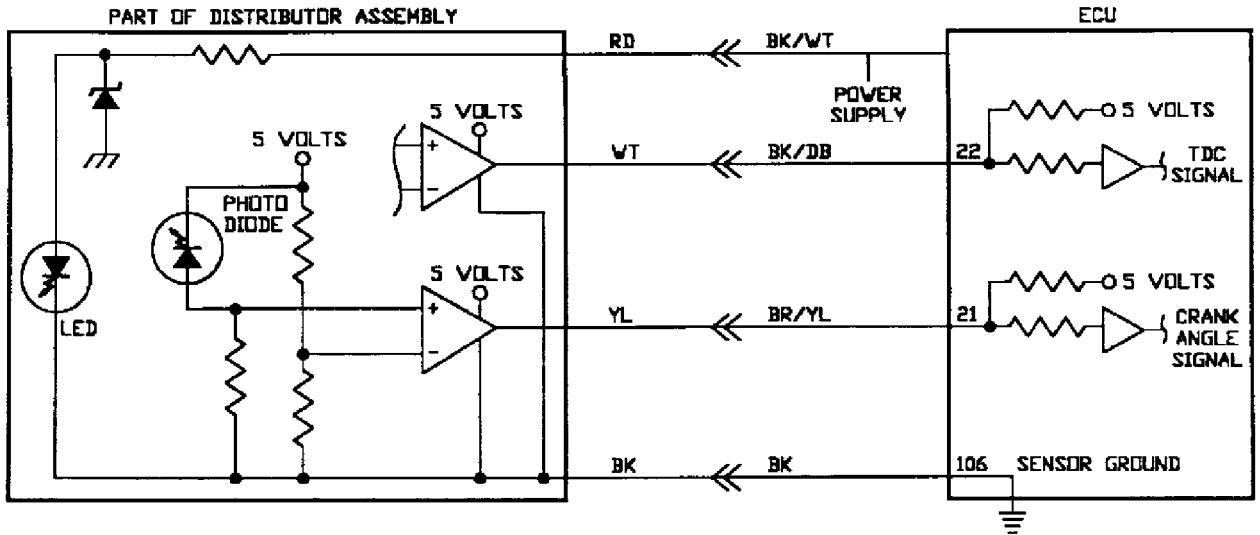 PART OF DISTRIBUTOR ASSEMBLY
ECU
RD
BK/WT
POWER
SUPPLY
5 VOLTS
5 VOLTS
5 VOLTS
WT
BK/DB
22
TDC
SIGNAL
PHOTO
DIODE
5 VOLTS
5 VOLTS
LED
YL
BR/YL
21
CRANK
ANGLE
SIGNAL
BK
BK
106
SENSOR GROUND
+
-
+
-